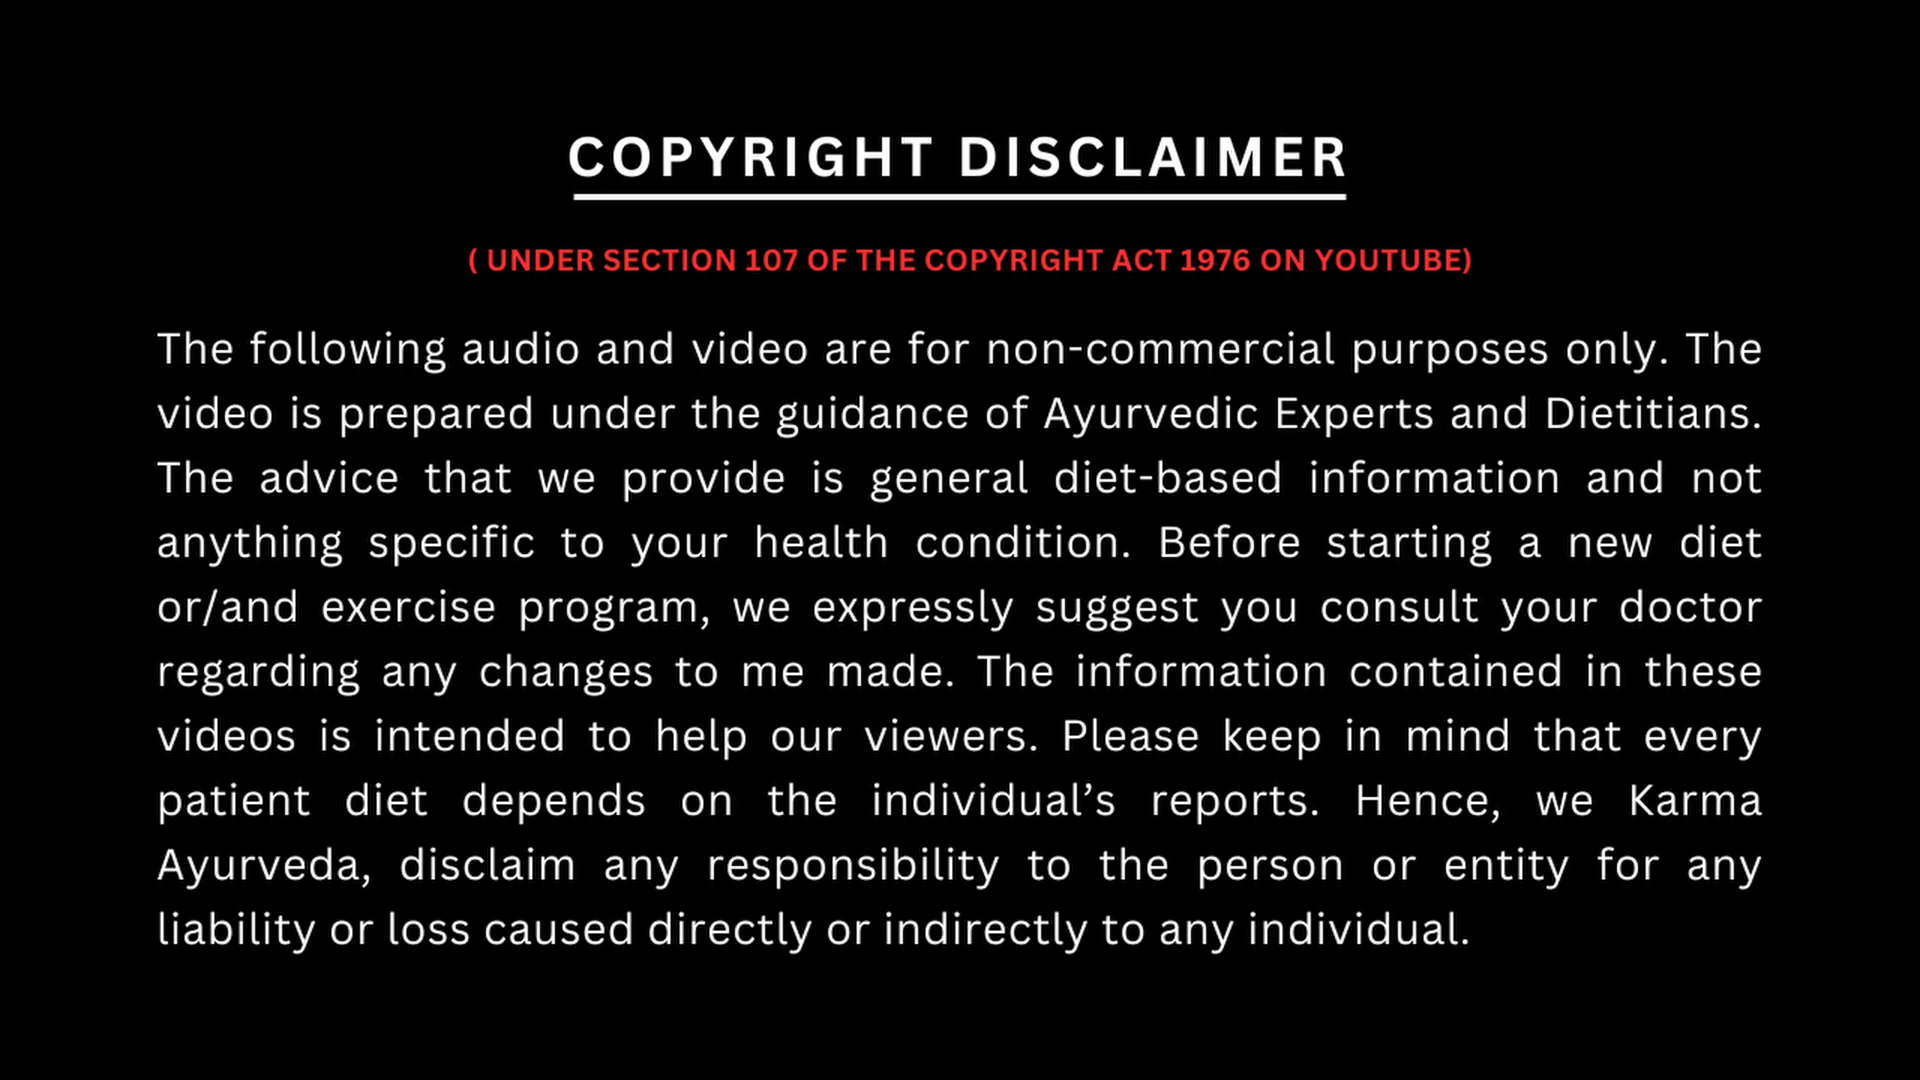 COPYRIGHT DISCLAIMER
( UNDER SECTION 107 OF THE COPYRIGHT ACT 1976 ON YOUTUBE)
The following audio and video are for non-commercial purposes only. The
video is prepared under the guidance of Ayurvedic Experts and Dietitians.
The advice that we provide is general diet-based information and not
anything specific to your health condition. Before starting a new diet
or/and exercise program, we expressly suggest you consult your doctor
regarding any changes to me made. The information contained in these
videos is intended to help our viewers. Please keep in mind that every
patient diet depends on the individual’s reports. Hence, we Karma
Ayurveda, disclaim any responsibility to the person or entity for any
liability or loss caused directly or indirectly to any individual.